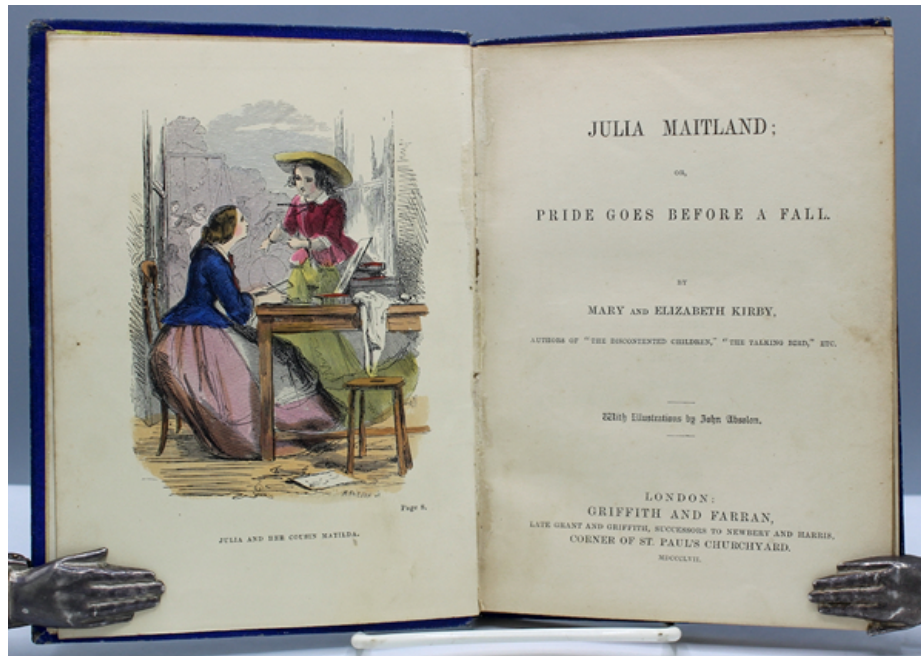 Page 8.
JULIA AND HER COUSIN MATILDA.
JULIA MAITLAND;
OR,
PRIDE GOES BEFORE A FALL.
BY
MARY AND ELIZABETH KIRBY,
AUTHORS OF "THE DISCONTENTED CHILDREN," "THE TALKING BIRD," ETC.
With Illustrations by John Absolon.
LONDON:
GRIFFITH AND FARRAN,
LATE GRANT AND GRIFFITH, SUCCESSORS TO NEWBERY AND HARRIS,
CORNER OF ST. PAUL'S CHURCHYARD.
MDCCCLVII.